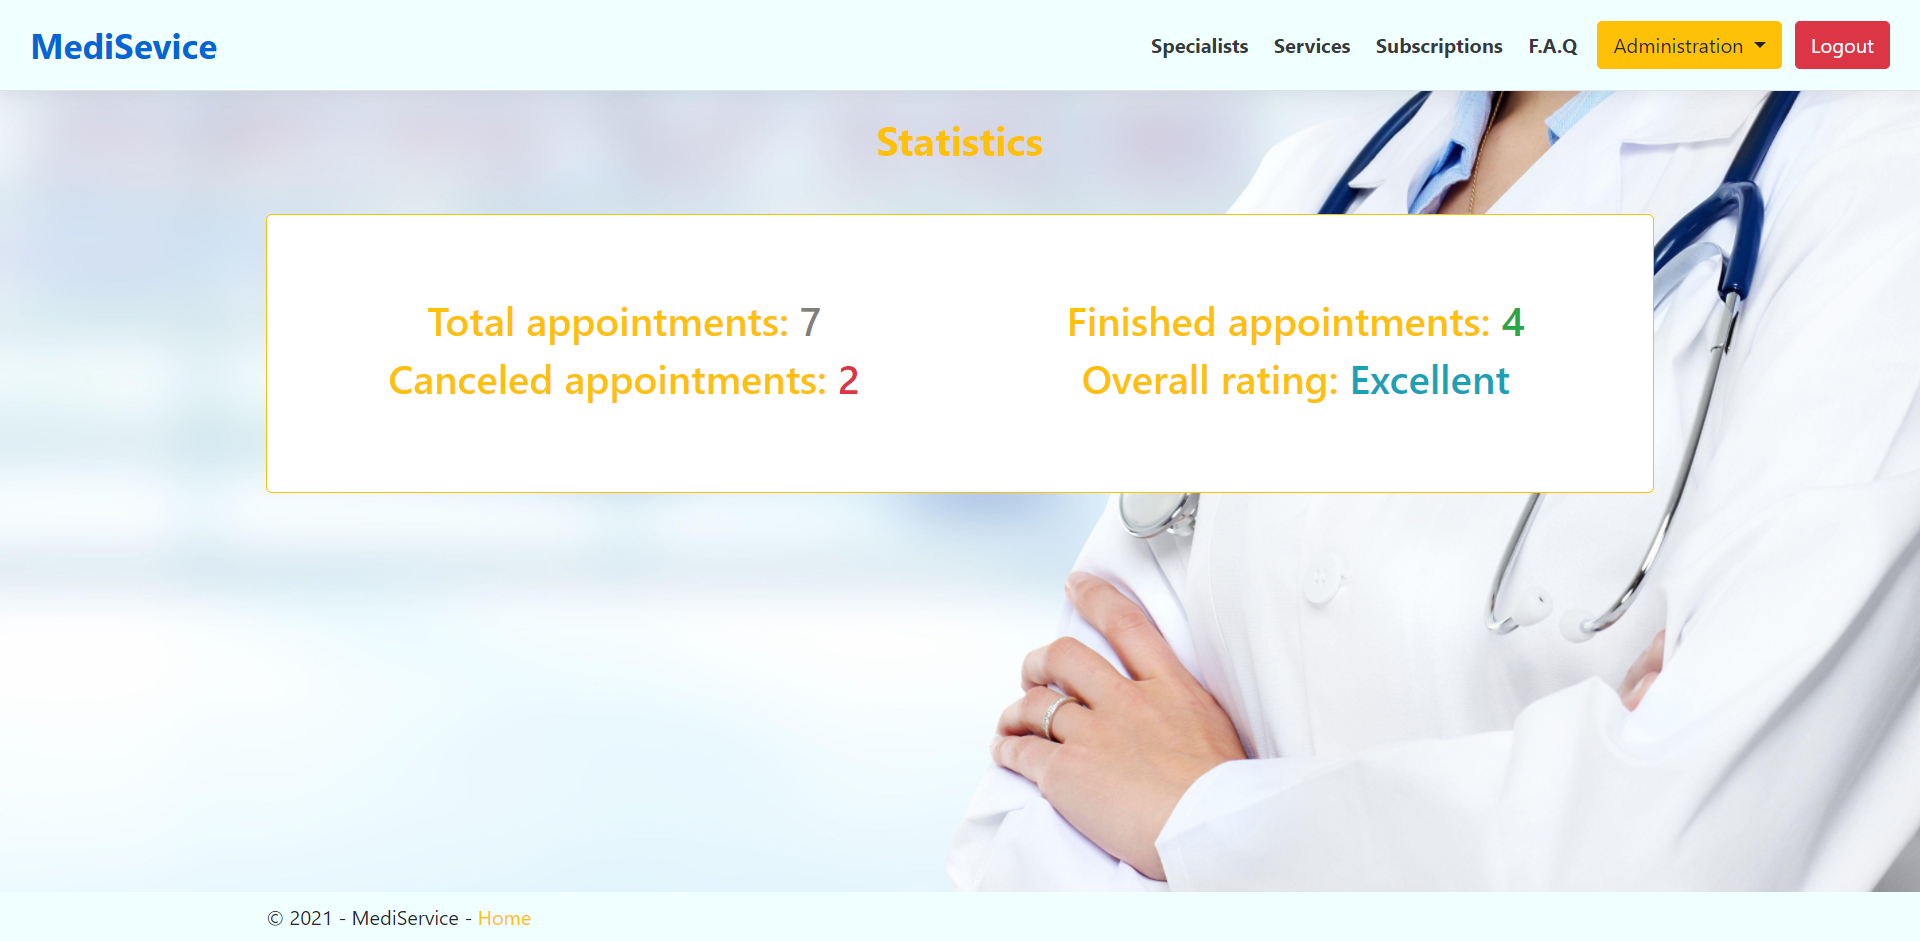 MediSevice
Specialists Services Subscriptions F.A.Q Administration Logout
Statistics
Total appointments: 7
Canceled appointments: 2
Finished appointments: 4
Overall rating: Excellent
© 2021 - MediService - Home